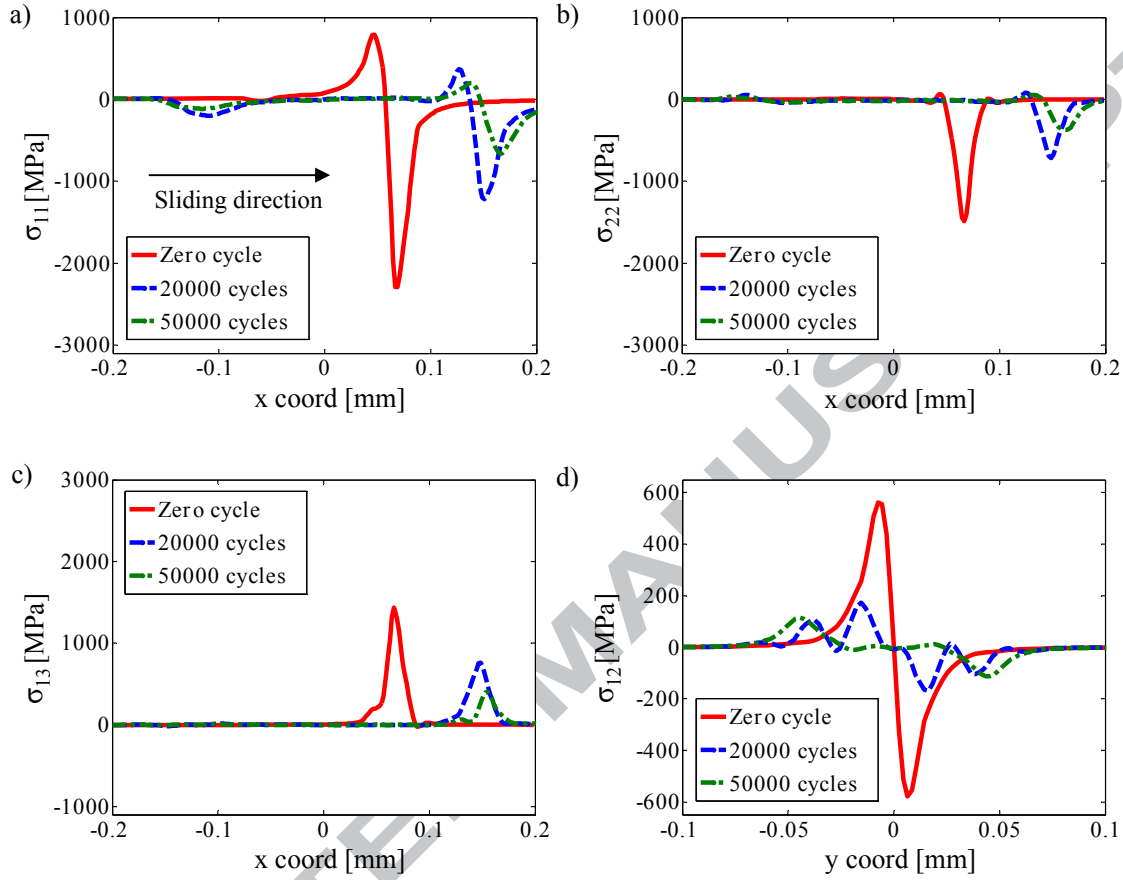 a)
σ11[MPa]
1000
0
-1000
-2000
-3000
Sliding direction
Zero cycle
20000 cycles
50000 cycles
-0.2
-0.1
0
0.1
0.2
x coord [mm]
b)
σ22[MPa]
1000
0
-1000
-2000
-3000
Zero cycle
20000 cycles
50000 cycles
-0.2
-0.1
0
0.1
0.2
x coord [mm]
c)
σ13[MPa]
3000
2000
1000
0
-1000
Zero cycle
20000 cycles
50000 cycles
-0.2
-0.1
0
0.1
0.2
x coord [mm]
d)
σ12[MPa]
600
400
200
0
-200
-400
-600
Zero cycle
20000 cycles
50000 cycles
-0.1
-0.05
0
0.05
0.1
y coord [mm]